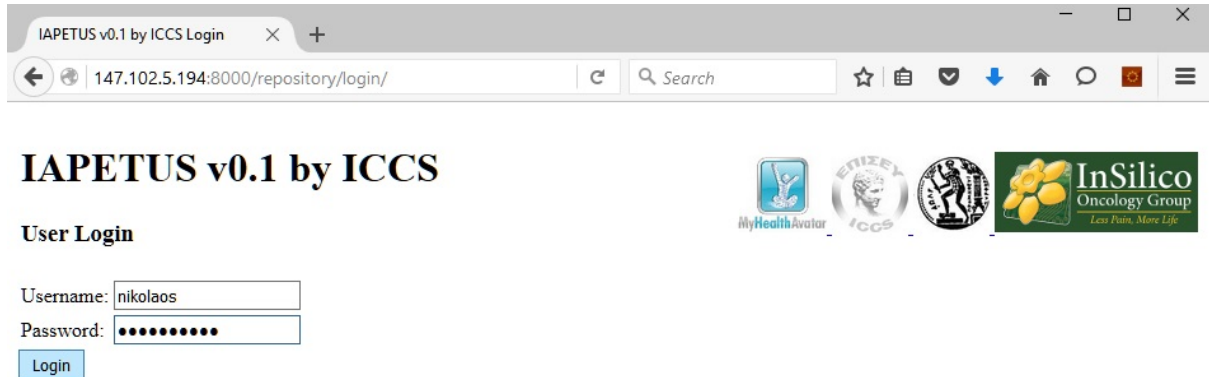 IAPETUS v0.1 by ICCS Login
147.102.5.194:8000/repository/login/
Search
IAPETUS v0.1 by ICCS
MyHealthAvatar
ΕΠΙΣΕΥ
ICCS
InSilico
Oncology Group
Less Pain, More Life
User Login
Username: nikolaos
Password: ●●●●●●●●●●
Login